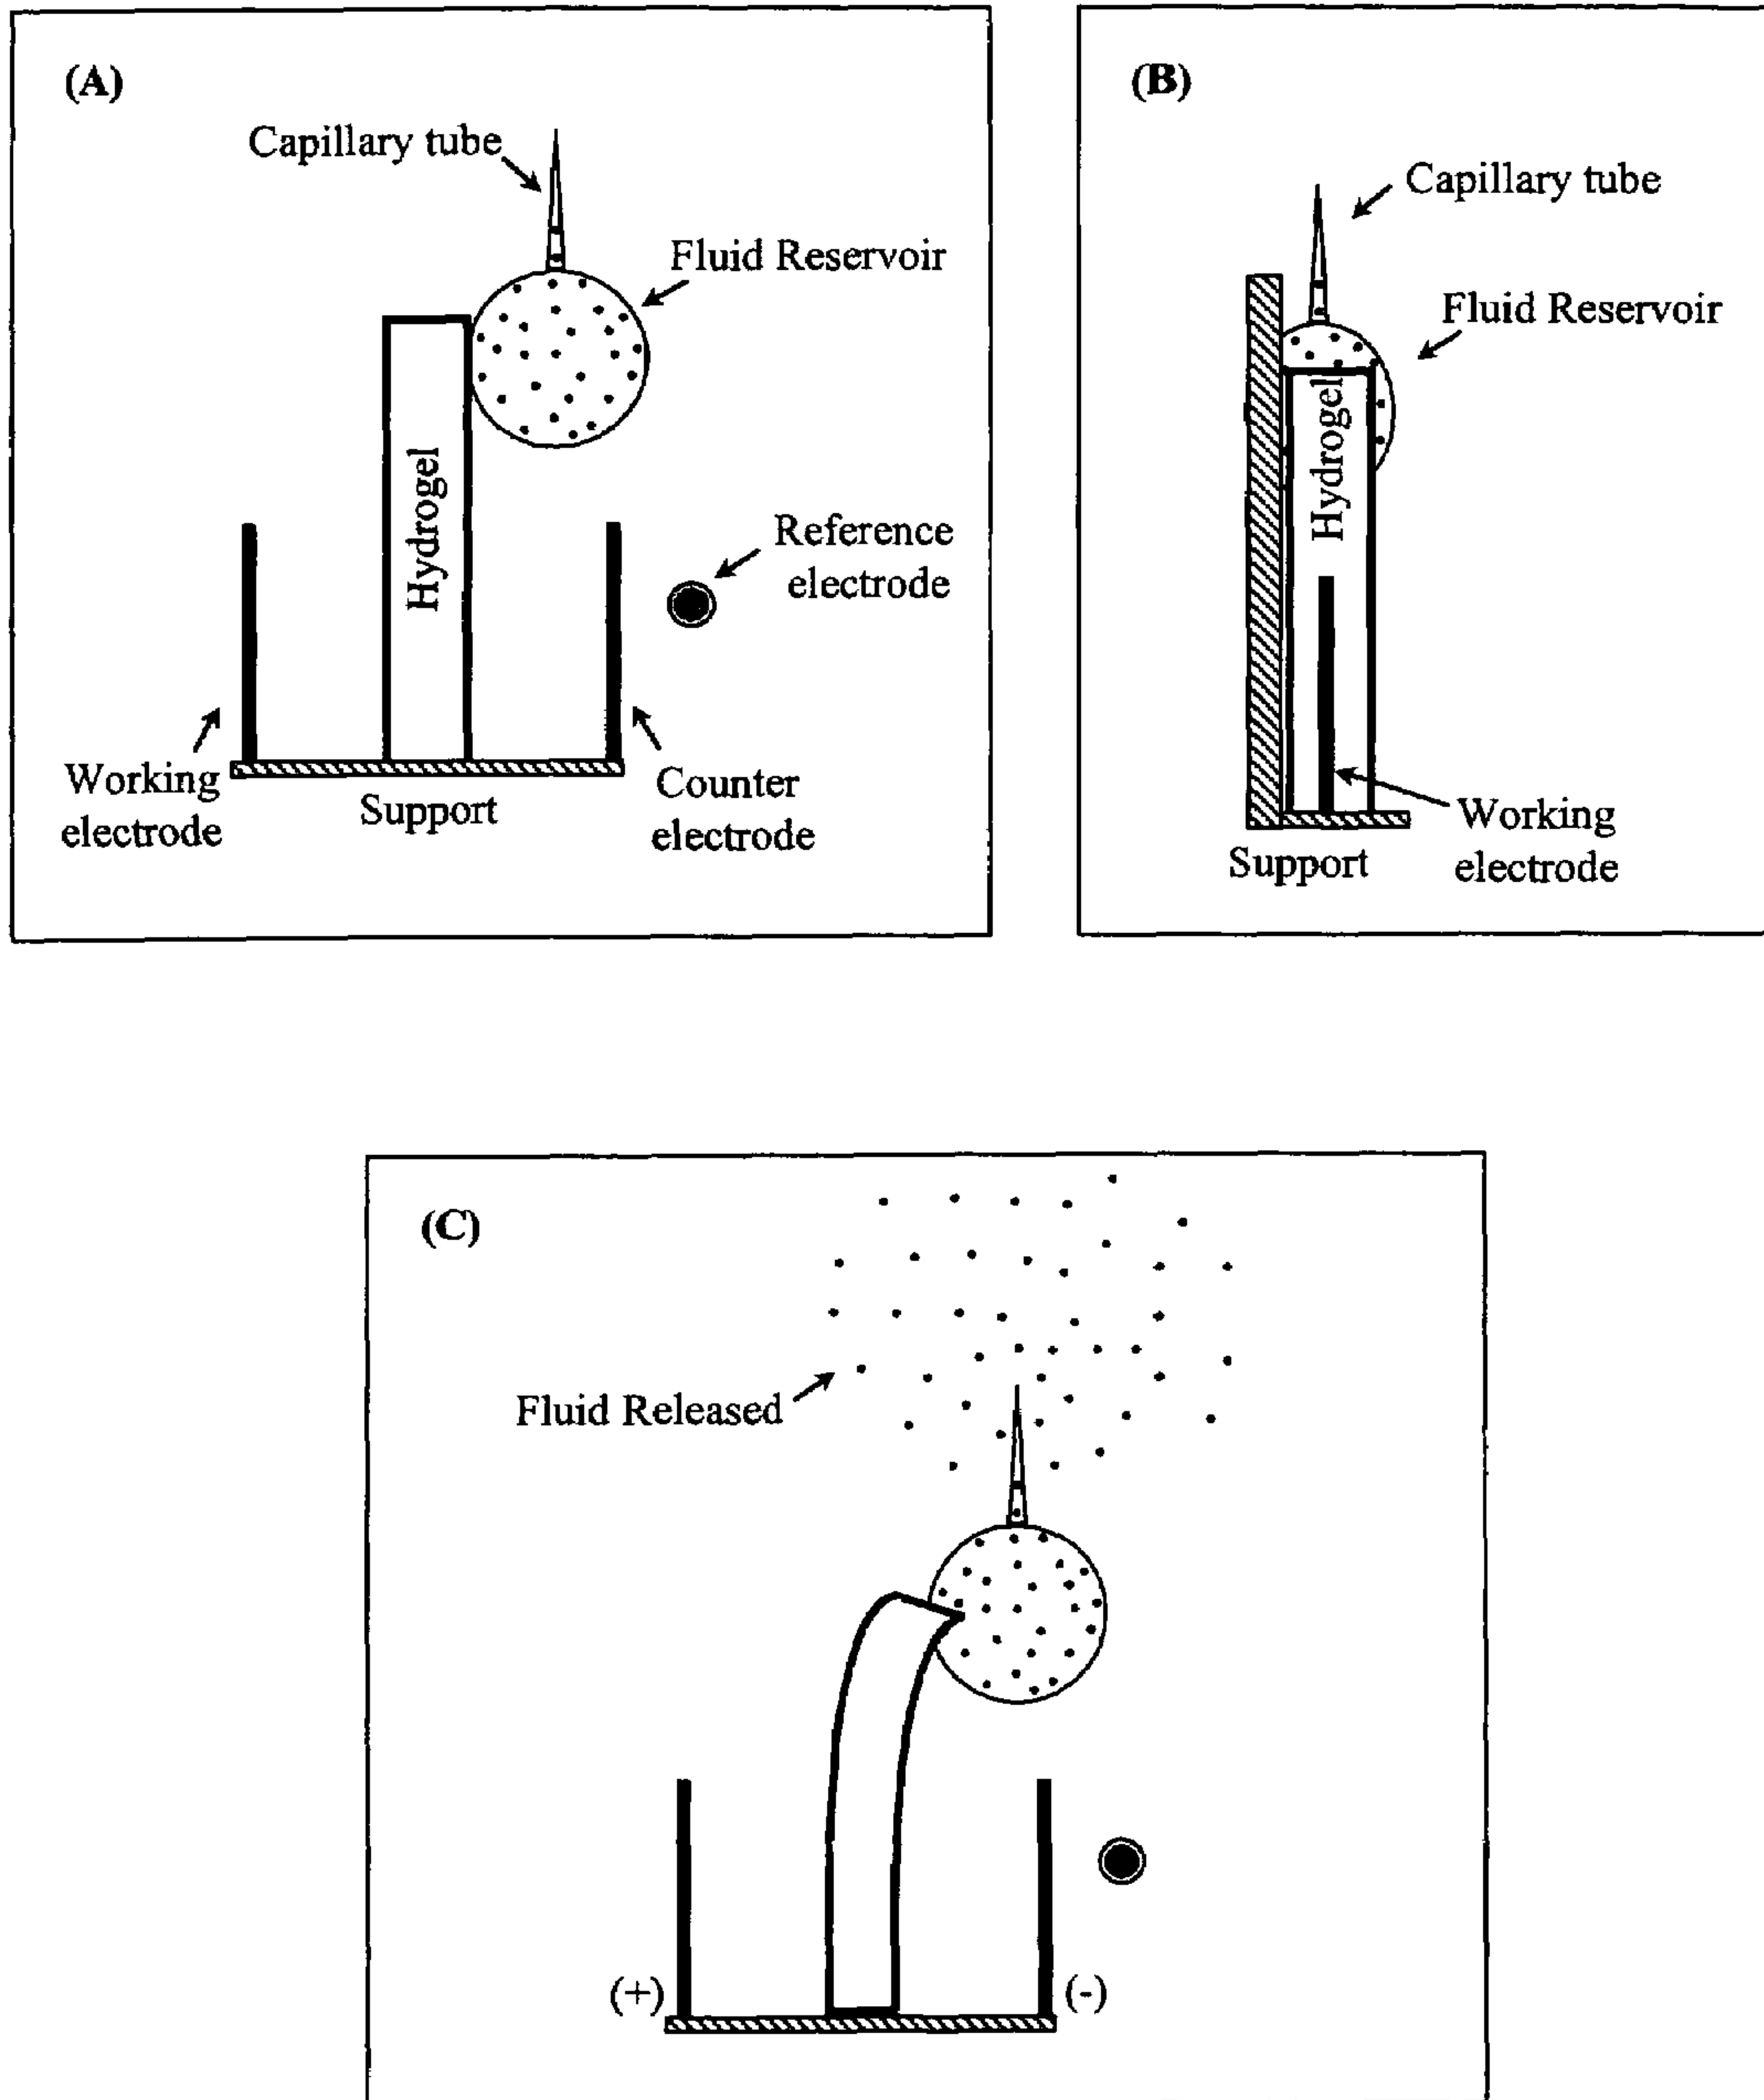 (A)
Capillary tube
Fluid Reservoir
Hydrogel
Reference
electrode
Working
electrode
Support
Counter
electrode
(B)
Capillary tube
Fluid Reservoir
Hydrogel
Working
electrode
Support
(C)
Fluid Released
(+)
(-)